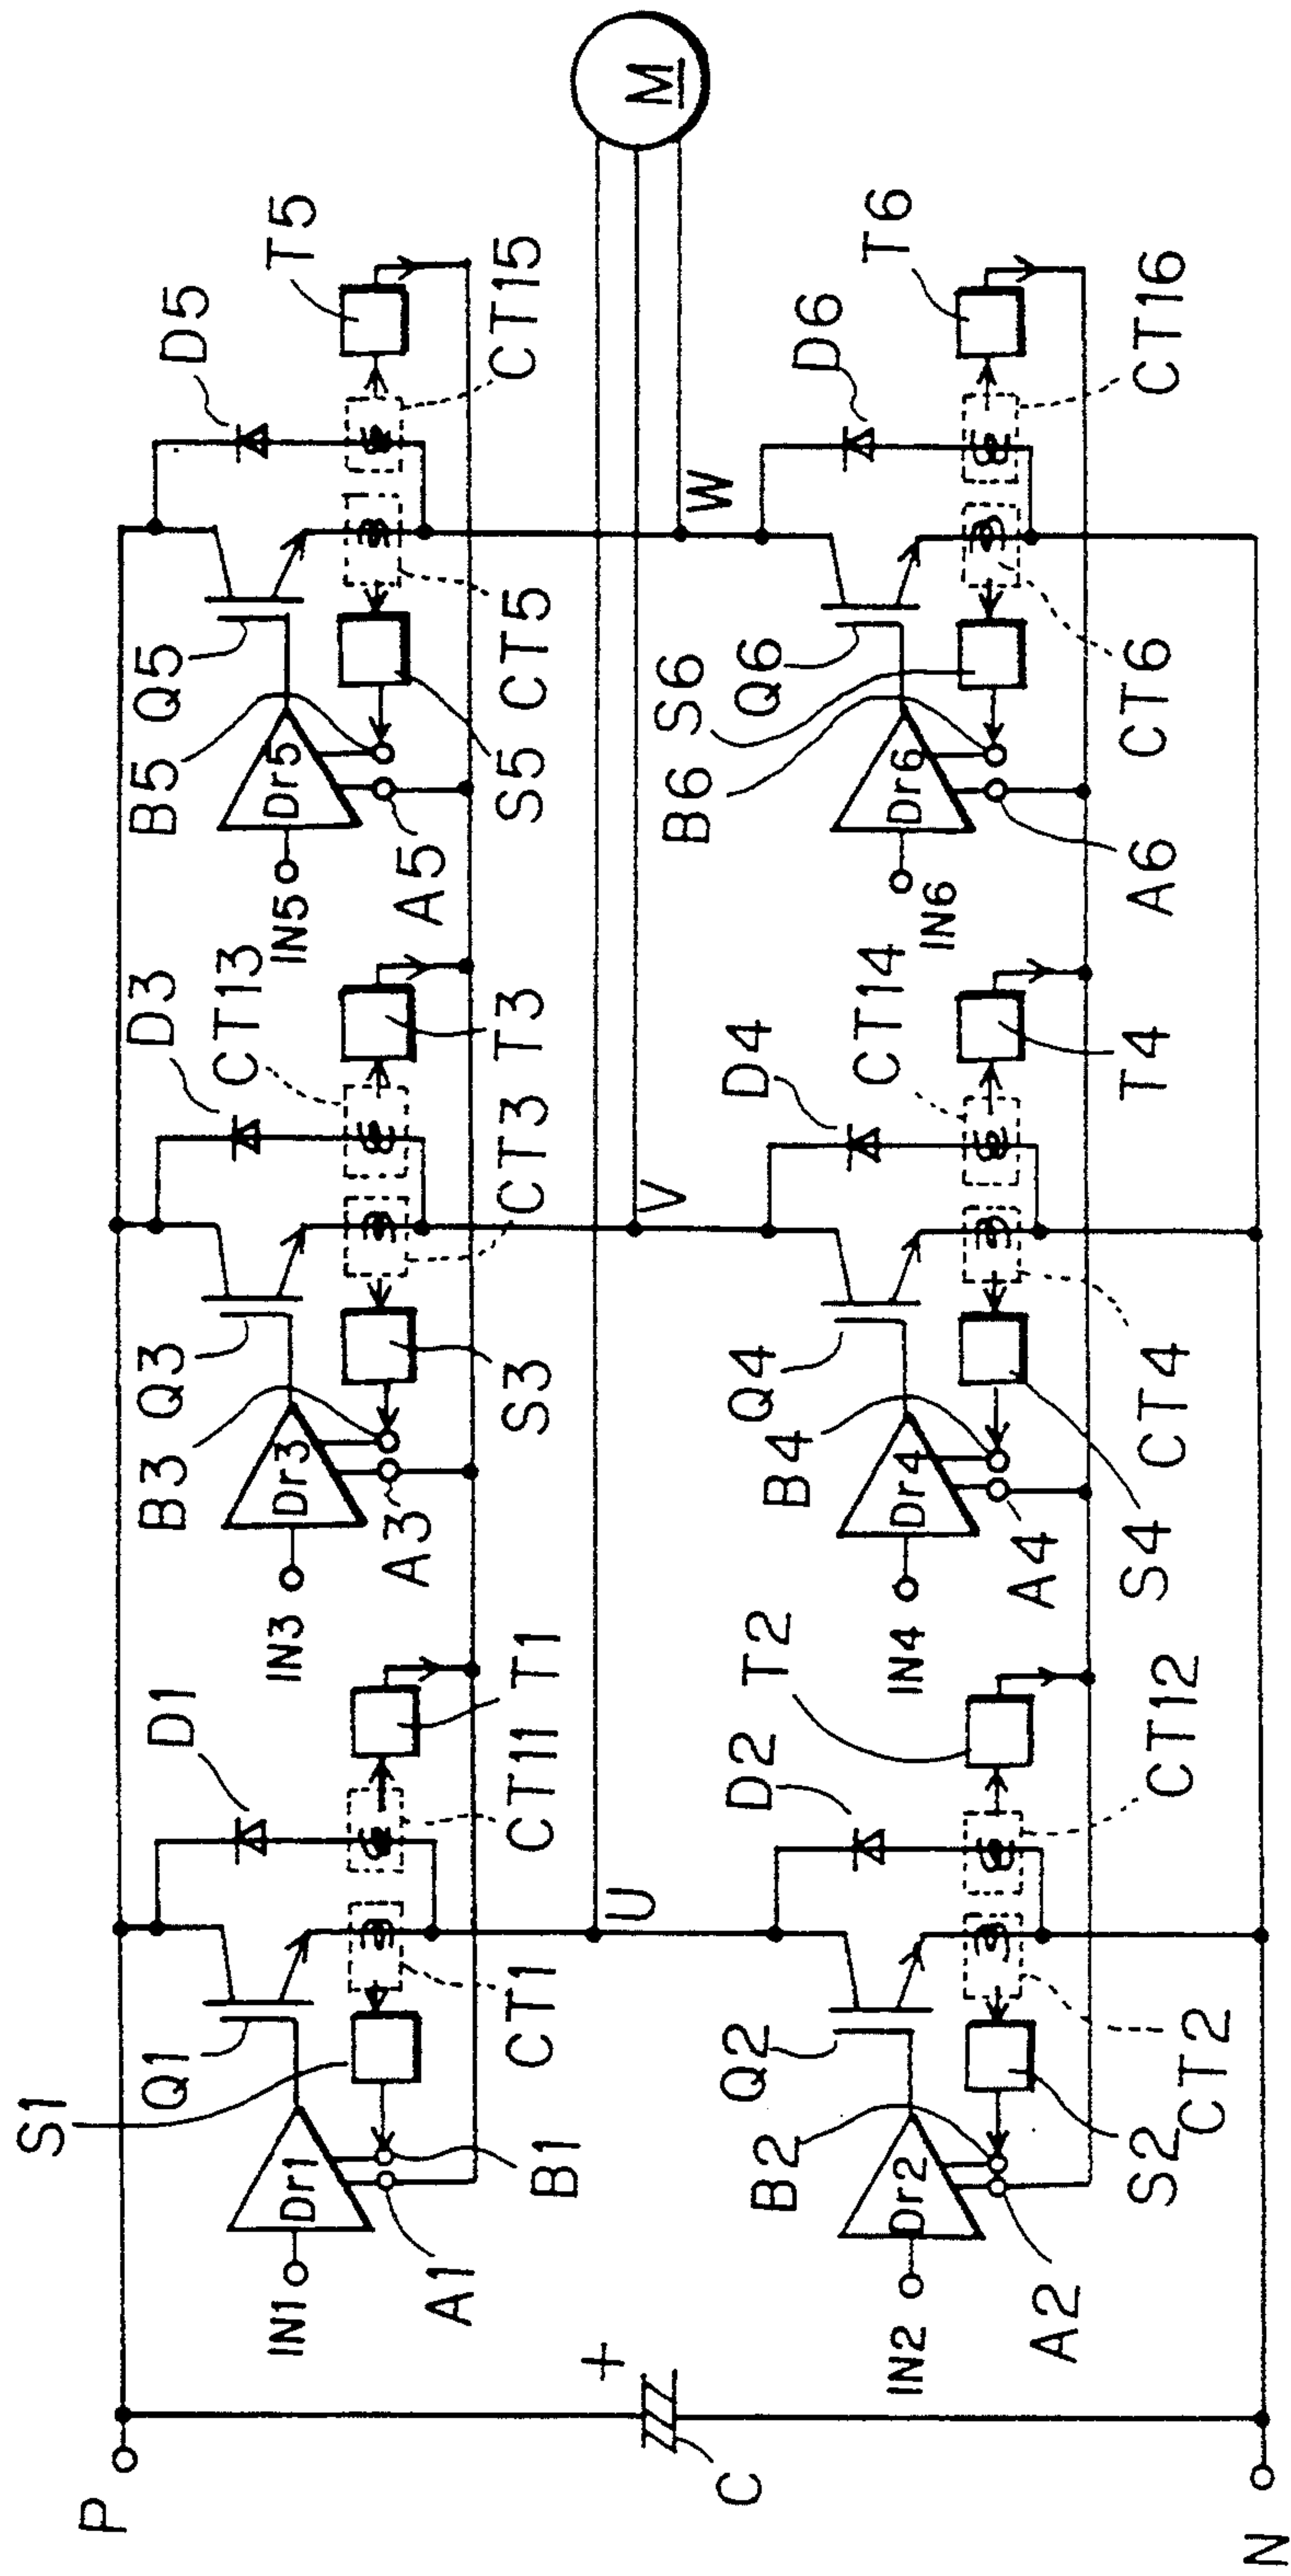 P
S1
Q1
D1
B3
Q3
D3
CT13
B5
Q5
D5
T5
Dr1
Dr3
Dr5
IN1
IN3
IN5
A1
B1
CT1
CT11
T1
A3
S3
CT3
T3
A5
S5
CT5
CT15
+
C
U
V
W
M
B2
Q2
D2
T2
B4
Q4
D4
CT14
B6
S6
Q6
D6
T6
Dr2
Dr4
Dr6
IN2
IN4
IN6
A2
S2
CT2
CT12
A4
S4
CT4
T4
A6
CT6
CT16
N